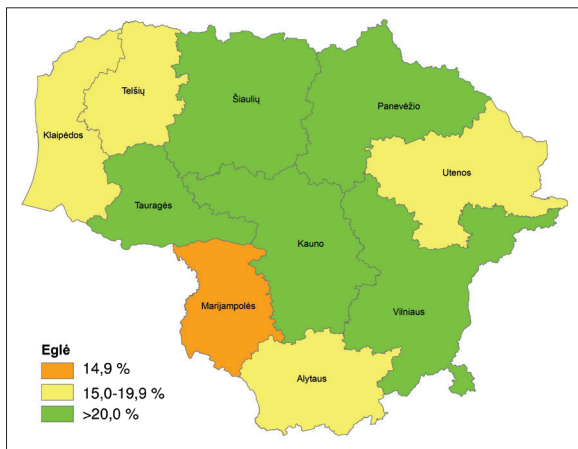 Telšių
Šiaulių
Panevėžio
Klaipėdos
Utenos
Tauragės
Kauno
Marijampolės
Vilniaus
Alytaus
Eglė
14,9 %
15,0-19,9 %
>20,0 %